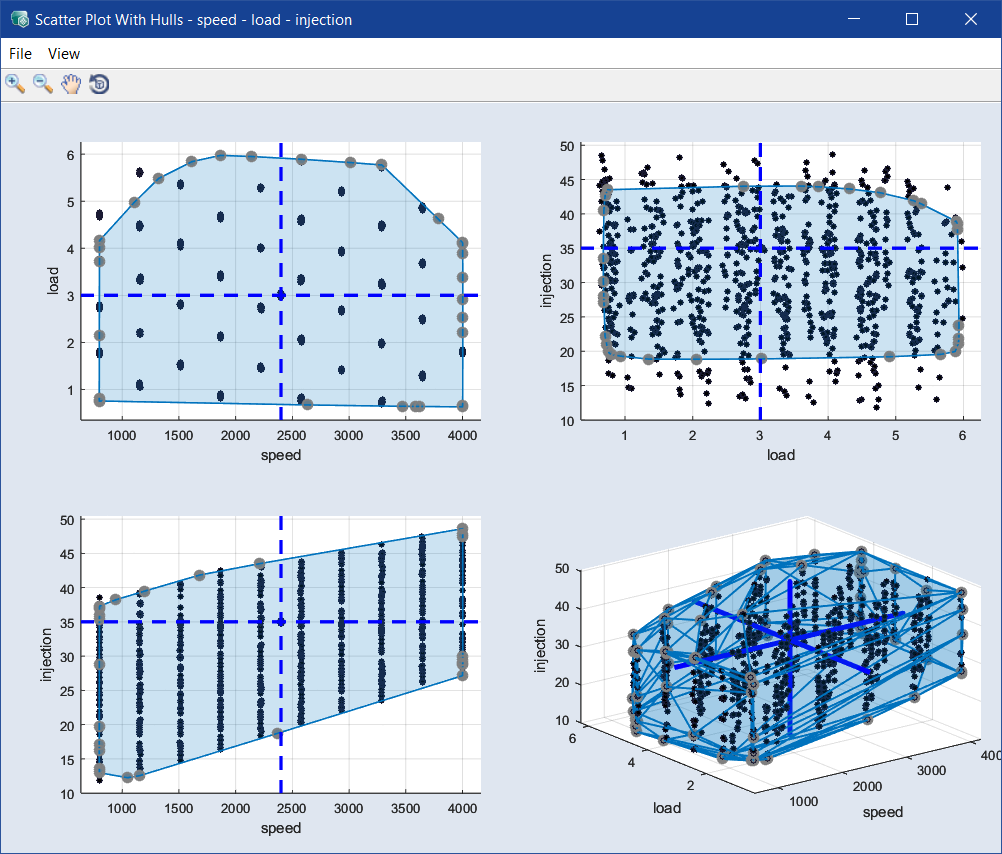 Scatter Plot With Hulls - speed - load - injection
File View
6
5
4
3
2
1
load
1000 1500 2000 2500 3000 3500 4000
speed
50
45
40
35
30
25
20
15
10
injection
1 2 3 4 5 6
load
50
45
40
35
30
25
20
15
10
injection
1000 1500 2000 2500 3000 3500 4000
speed
50
40
30
20
10
injection
6
4
2
load
1000
2000
3000
400
speed